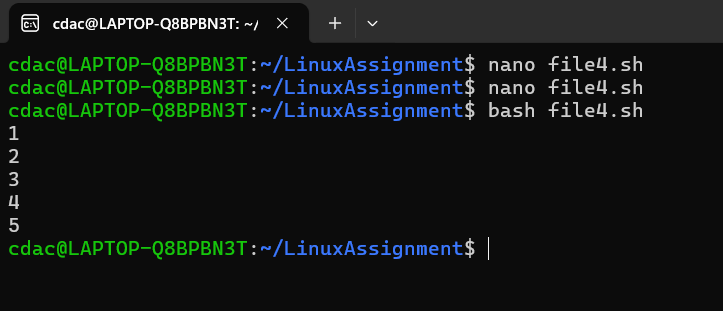 cdac@LAPTOP-Q8BPBN3T: ~/
cdac@LAPTOP-Q8BPBN3T:~/LinuxAssignment$ nano file4.sh
cdac@LAPTOP-Q8BPBN3T:~/LinuxAssignment$ nano file4.sh
cdac@LAPTOP-Q8BPBN3T:~/LinuxAssignment$ bash file4.sh
1
2
3
4
5
cdac@LAPTOP-Q8BPBN3T:~/LinuxAssignment$